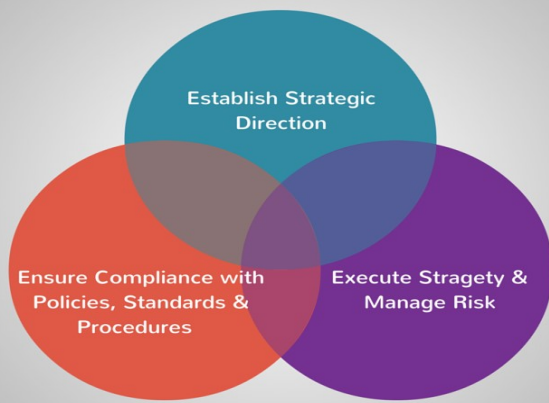 Establish Strategic
Direction
Ensure Compliance with
Policies, Standards &
Procedures
Execute Stragety &
Manage Risk